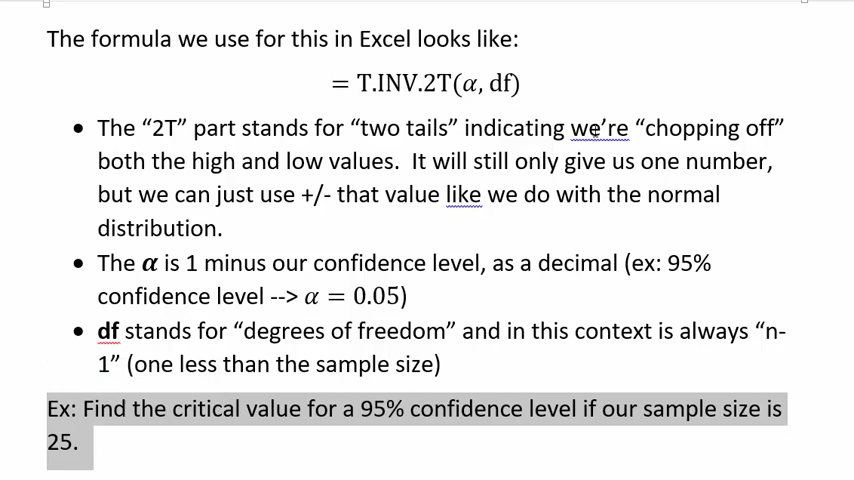 The formula we use for this in Excel looks like:
= T.INV.2T(α, df)
• The “2T” part stands for “two tails” indicating we’re “chopping off”
both the high and low values.  It will still only give us one number,
but we can just use +/- that value like we do with the normal
distribution.
• The α is 1 minus our confidence level, as a decimal (ex: 95%
confidence level --> α = 0.05)
• df stands for “degrees of freedom” and in this context is always “n-
1” (one less than the sample size)
Ex: Find the critical value for a 95% confidence level if our sample size is
25.